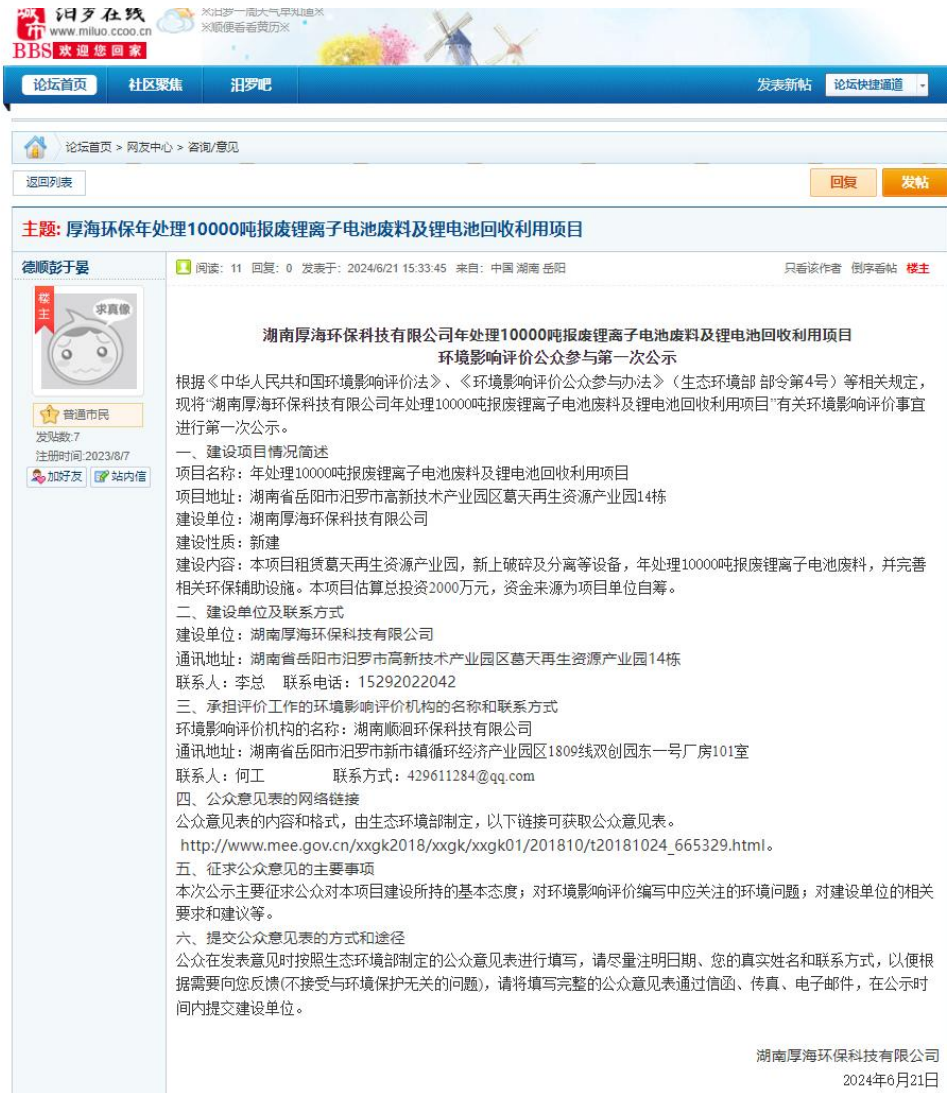 汨罗在线
www.miluo.ccoo.cn
BBS 欢迎您回家
※汨罗一周天气早知道※
※顺便看看黄历※
论坛首页 社区聚焦 汨罗吧 发表新帖 论坛快捷通道
论坛首页 > 网友中心 > 咨询/意见
返回列表 回复 发帖
主题: 厚海环保年处理10000吨报废锂离子电池废料及锂电池回收利用项目
德顺彭于晏 阅读: 11 回复: 0 发表于: 2024/6/21 15:33:45 来自: 中国 湖南 岳阳 只看该作者 倒序看帖 楼主
楼主
求真像
普通市民
发贴数:7
注册时间:2023/8/7
加好友 站内信
湖南厚海环保科技有限公司年处理10000吨报废锂离子电池废料及锂电池回收利用项目
环境影响评价公众参与第一次公示
根据《中华人民共和国环境影响评价法》、《环境影响评价公众参与办法》（生态环境部 部令第4号）等相关规定，
现将“湖南厚海环保科技有限公司年处理10000吨报废锂离子电池废料及锂电池回收利用项目”有关环境影响评价事宜
进行第一次公示。
一、建设项目情况简述
项目名称：年处理10000吨报废锂离子电池废料及锂电池回收利用项目
项目地址：湖南省岳阳市汨罗市高新技术产业园区葛天再生资源产业园14栋
建设单位：湖南厚海环保科技有限公司
建设性质：新建
建设内容：本项目租赁葛天再生资源产业园，新上破碎及分离等设备，年处理10000吨报废锂离子电池废料，并完善
相关环保辅助设施。本项目估算总投资2000万元，资金来源为项目单位自筹。
二、建设单位及联系方式
建设单位：湖南厚海环保科技有限公司
通讯地址：湖南省岳阳市汨罗市高新技术产业园区葛天再生资源产业园14栋
联系人：李总 联系电话：15292022042
三、承担评价工作的环境影响评价机构的名称和联系方式
环境影响评价机构的名称：湖南顺洄环保科技有限公司
通讯地址：湖南省岳阳市汨罗市新市镇循环经济产业园区1809线双创园东一号厂房101室
联系人：何工 联系方式：429611284@qq.com
四、公众意见表的网络链接
公众意见表的内容和格式，由生态环境部制定，以下链接可获取公众意见表。
http://www.mee.gov.cn/xxgk2018/xxgk/xxgk01/201810/t20181024_665329.html。
五、征求公众意见的主要事项
本次公示主要征求公众对本项目建设所持的基本态度；对环境影响评价编写中应关注的环境问题；对建设单位的相关
要求和建议等。
六、提交公众意见表的方式和途径
公众在发表意见时按照生态环境部制定的公众意见表进行填写，请尽量注明日期、您的真实姓名和联系方式，以便根
据需要向您反馈(不接受与环境保护无关的问题)，请将填写完整的公众意见表通过信函、传真、电子邮件，在公示时
间内提交建设单位。
湖南厚海环保科技有限公司
2024年6月21日